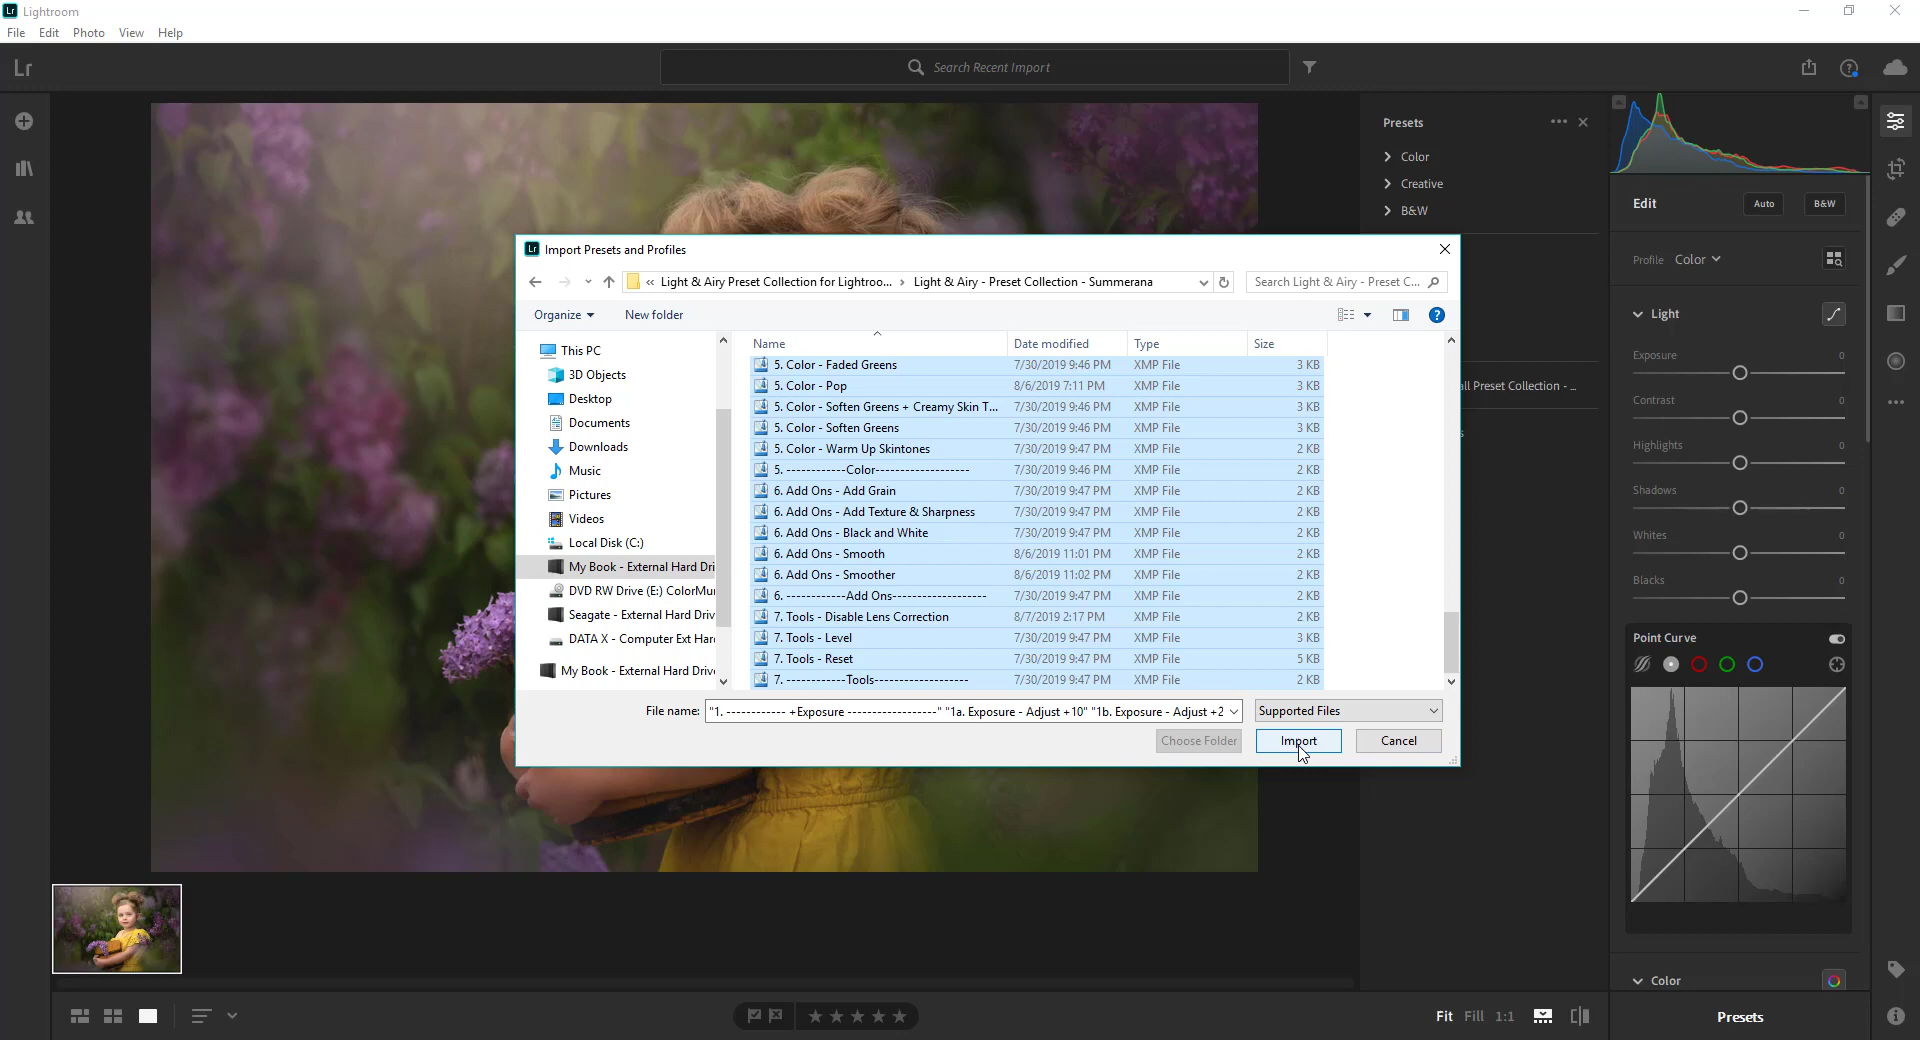 Lr Lightroom
File Edit Photo View Help
Lr Search Recent Import
Presets
Color
Creative
B&W
all Preset Collection - ...
Edit Auto B&W
Profile Color
Light
Exposure 0
Contrast 0
Highlights 0
Shadows 0
Whites 0
Blacks 0
Point Curve
Color
Lr Import Presets and Profiles
« Light & Airy Preset Collection for Lightroo... › Light & Airy - Preset Collection - Summerana
Search Light & Airy - Preset C...
Organize New folder
This PC
3D Objects
Desktop
Documents
Downloads
Music
Pictures
Videos
Local Disk (C:)
My Book - External Hard Dri
DVD RW Drive (E:) ColorMu
Seagate - External Hard Driv
DATA X - Computer Ext Har
My Book - External Hard Drive
Name Date modified Type Size
5. Color - Faded Greens 7/30/2019 9:46 PM XMP File 3 KB
5. Color - Pop 8/6/2019 7:11 PM XMP File 3 KB
5. Color - Soften Greens + Creamy Skin T... 7/30/2019 9:46 PM XMP File 3 KB
5. Color - Soften Greens 7/30/2019 9:46 PM XMP File 3 KB
5. Color - Warm Up Skintones 7/30/2019 9:47 PM XMP File 2 KB
5. ------------Color------------------- 7/30/2019 9:46 PM XMP File 2 KB
6. Add Ons - Add Grain 7/30/2019 9:47 PM XMP File 2 KB
6. Add Ons - Add Texture & Sharpness 7/30/2019 9:47 PM XMP File 2 KB
6. Add Ons - Black and White 7/30/2019 9:47 PM XMP File 2 KB
6. Add Ons - Smooth 8/6/2019 11:01 PM XMP File 2 KB
6. Add Ons - Smoother 8/6/2019 11:02 PM XMP File 2 KB
6. ------------Add Ons------------------- 7/30/2019 9:47 PM XMP File 2 KB
7. Tools - Disable Lens Correction 8/7/2019 2:17 PM XMP File 2 KB
7. Tools - Level 7/30/2019 9:47 PM XMP File 3 KB
7. Tools - Reset 7/30/2019 9:47 PM XMP File 5 KB
7. ------------Tools------------------- 7/30/2019 9:47 PM XMP File 2 KB
File name: "1. ------------ +Exposure ------------------" "1a. Exposure - Adjust +10" "1b. Exposure - Adjust +2
Supported Files
Choose Folder Import Cancel
Fit Fill 1:1
Presets